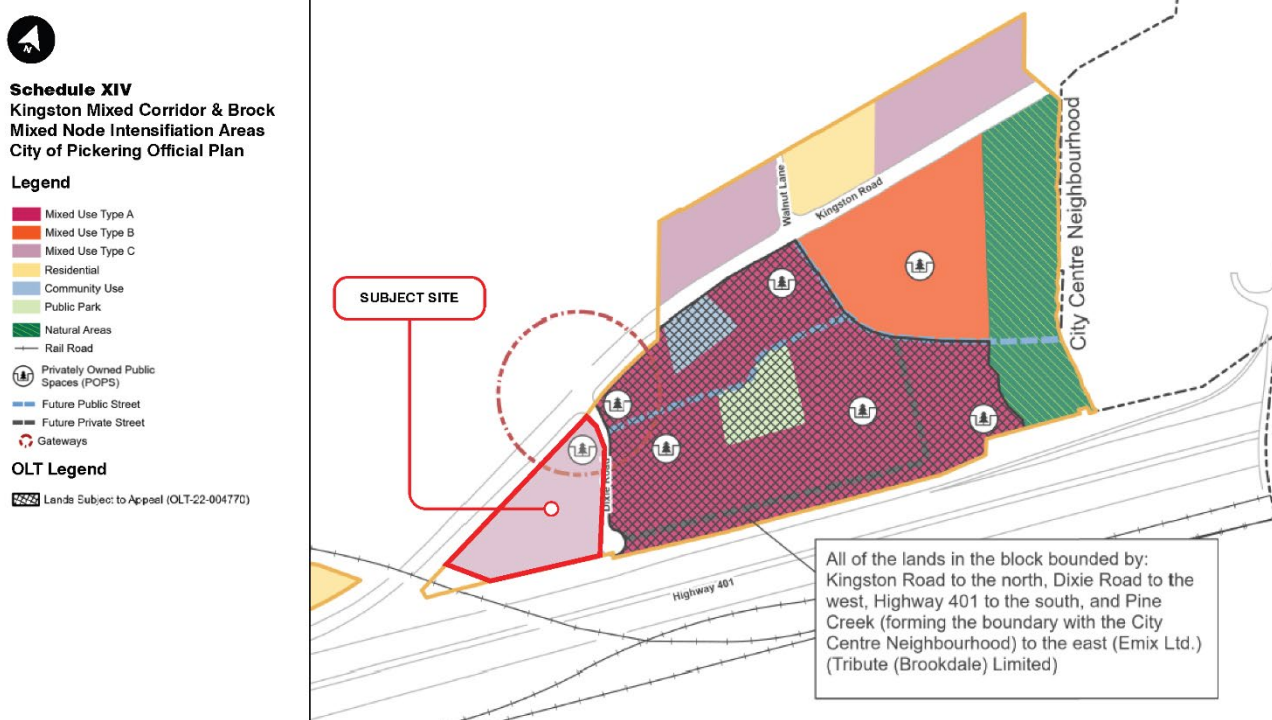 N
Schedule XIV
Kingston Mixed Corridor & Brock
Mixed Node Intensifiation Areas
City of Pickering Official Plan
Legend
Mixed Use Type A
Mixed Use Type B
Mixed Use Type C
Residential
Community Use
Public Park
Natural Areas
Rail Road
Privately Owned Public
Spaces (POPS)
Future Public Street
Future Private Street
Gateways
OLT Legend
Lands Subject to Appeal (OLT-22-004770)
SUBJECT SITE
Walnut Lane
Kingston Road
City Centre Neighbourhood
Dixie Road
Highway 401
All of the lands in the block bounded by:
Kingston Road to the north, Dixie Road to the
west, Highway 401 to the south, and Pine
Creek (forming the boundary with the City
Centre Neighbourhood) to the east (Emix Ltd.)
(Tribute (Brookdale) Limited)